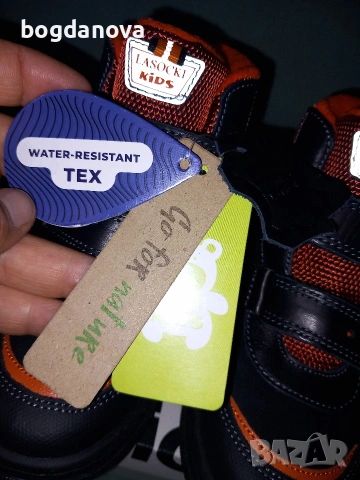 bogdanova
LASOCKI
KiDS
WATER-RESISTANT
TEX
Go for
natuRe
BAZAR